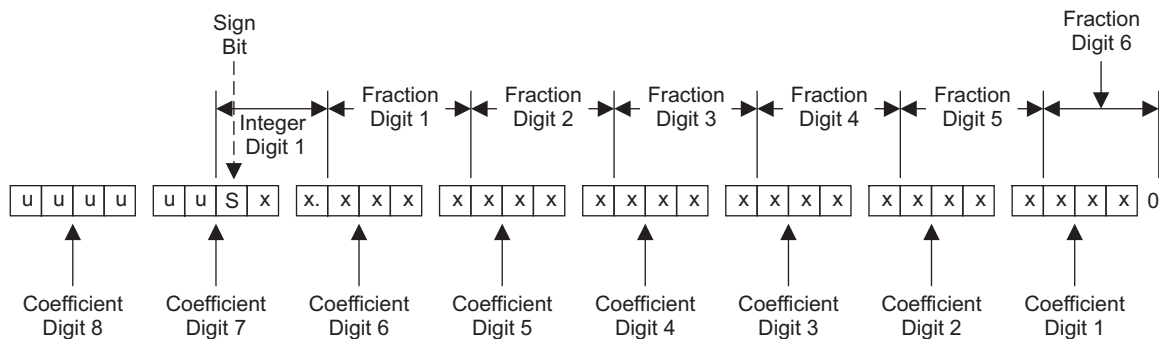 Sign
Bit
Fraction
Digit 6
Integer
Digit 1
Fraction
Digit 1
Fraction
Digit 2
Fraction
Digit 3
Fraction
Digit 4
Fraction
Digit 5
u u u u u u S x x. x x x x x x x x x x x x x x x x x x x x x x x 0
Coefficient
Digit 8
Coefficient
Digit 7
Coefficient
Digit 6
Coefficient
Digit 5
Coefficient
Digit 4
Coefficient
Digit 3
Coefficient
Digit 2
Coefficient
Digit 1